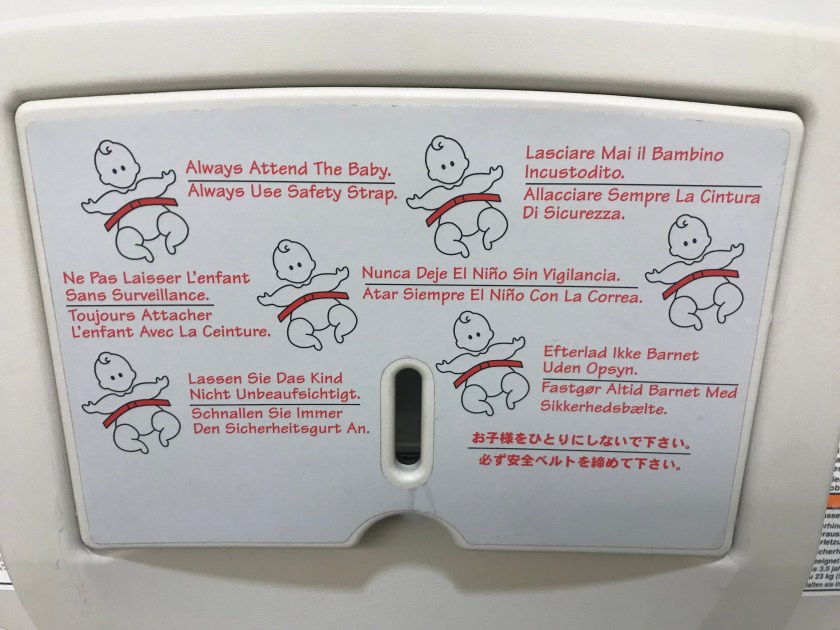 Always Attend The Baby.
Always Use Safety Strap.
Lasciare Mai il Bambino
Incustodito.
Allacciare Sempre La Cintura
Di Sicurezza.
Ne Pas Laisser L'enfant
Sans Surveillance.
Toujours Attacher
L'enfant Avec La Ceinture.
Nunca Deje El Niño Sin Vigilancia.
Atar Siempre El Niño Con La Correa.
Lassen Sie Das Kind
Nicht Unbeaufsichtigt.
Schnallen Sie Immer
Den Sicherheitsgurt An.
Efterlad Ikke Barnet
Uden Opsyn.
Fastgør Altid Barnet Med
Sikkerhedsbælte.
お子様をひとりにしないで下さい。
必ず安全ベルトを締めて下さい。
3.5
23 kg